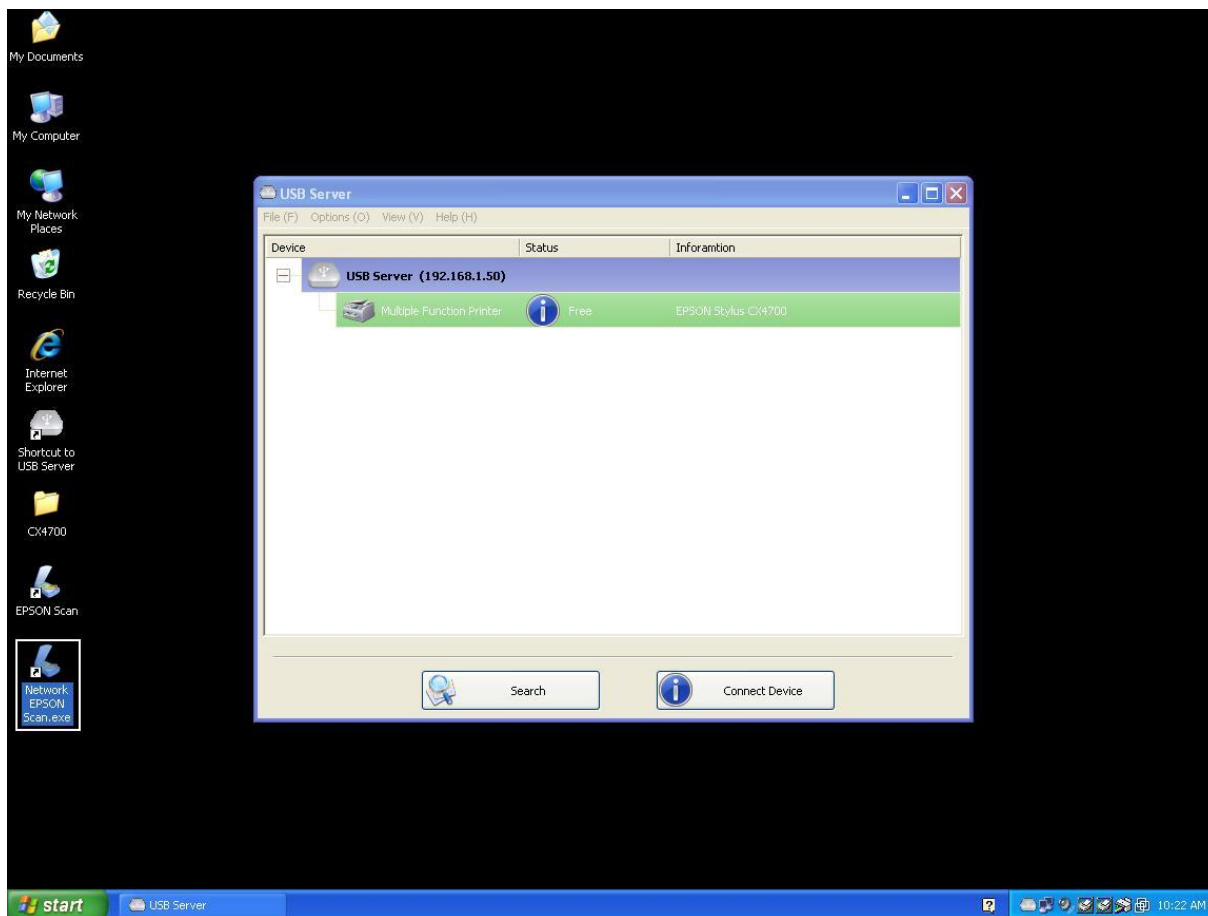 My Documents
My Computer
My Network
Places
Recycle Bin
Internet
Explorer
Shortcut to
USB Server
CX4700
EPSON Scan
Network
EPSON
Scan.exe
USB Server
File (F) Options (O) View (V) Help (H)
Device Status Inforamtion
USB Server (192.168.1.50)
Multiple Function Printer Free EPSON Stylus CX4700
Search Connect Device
start USB Server 10:22 AM